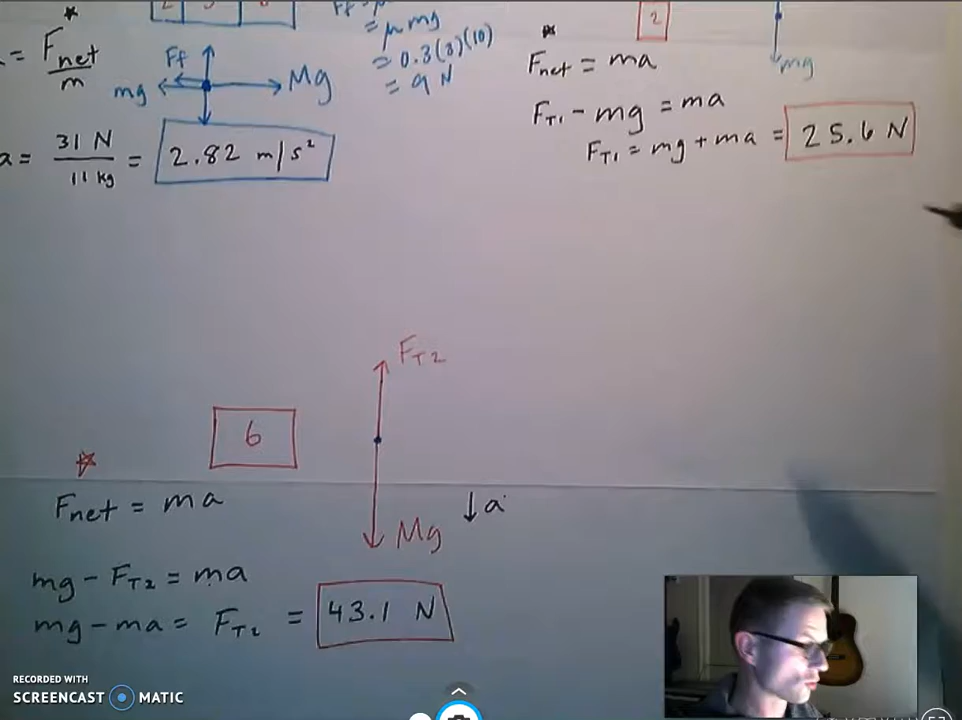 Ff =
= μ mg
= 0.3(3)(10)
= 9 N
= Fnet
m
Ff
mg
Mg
a = 31 N = 2.82 m/s²
11 kg
2
mg
Fnet = ma
FT1 - mg = ma
FT1 = mg + ma = 25.6 N
FT2
6
Fnet = ma
↓a
Mg
mg - FT2 = ma
mg - ma = FT2 = 43.1 N
RECORDED WITH
SCREENCAST MATIC